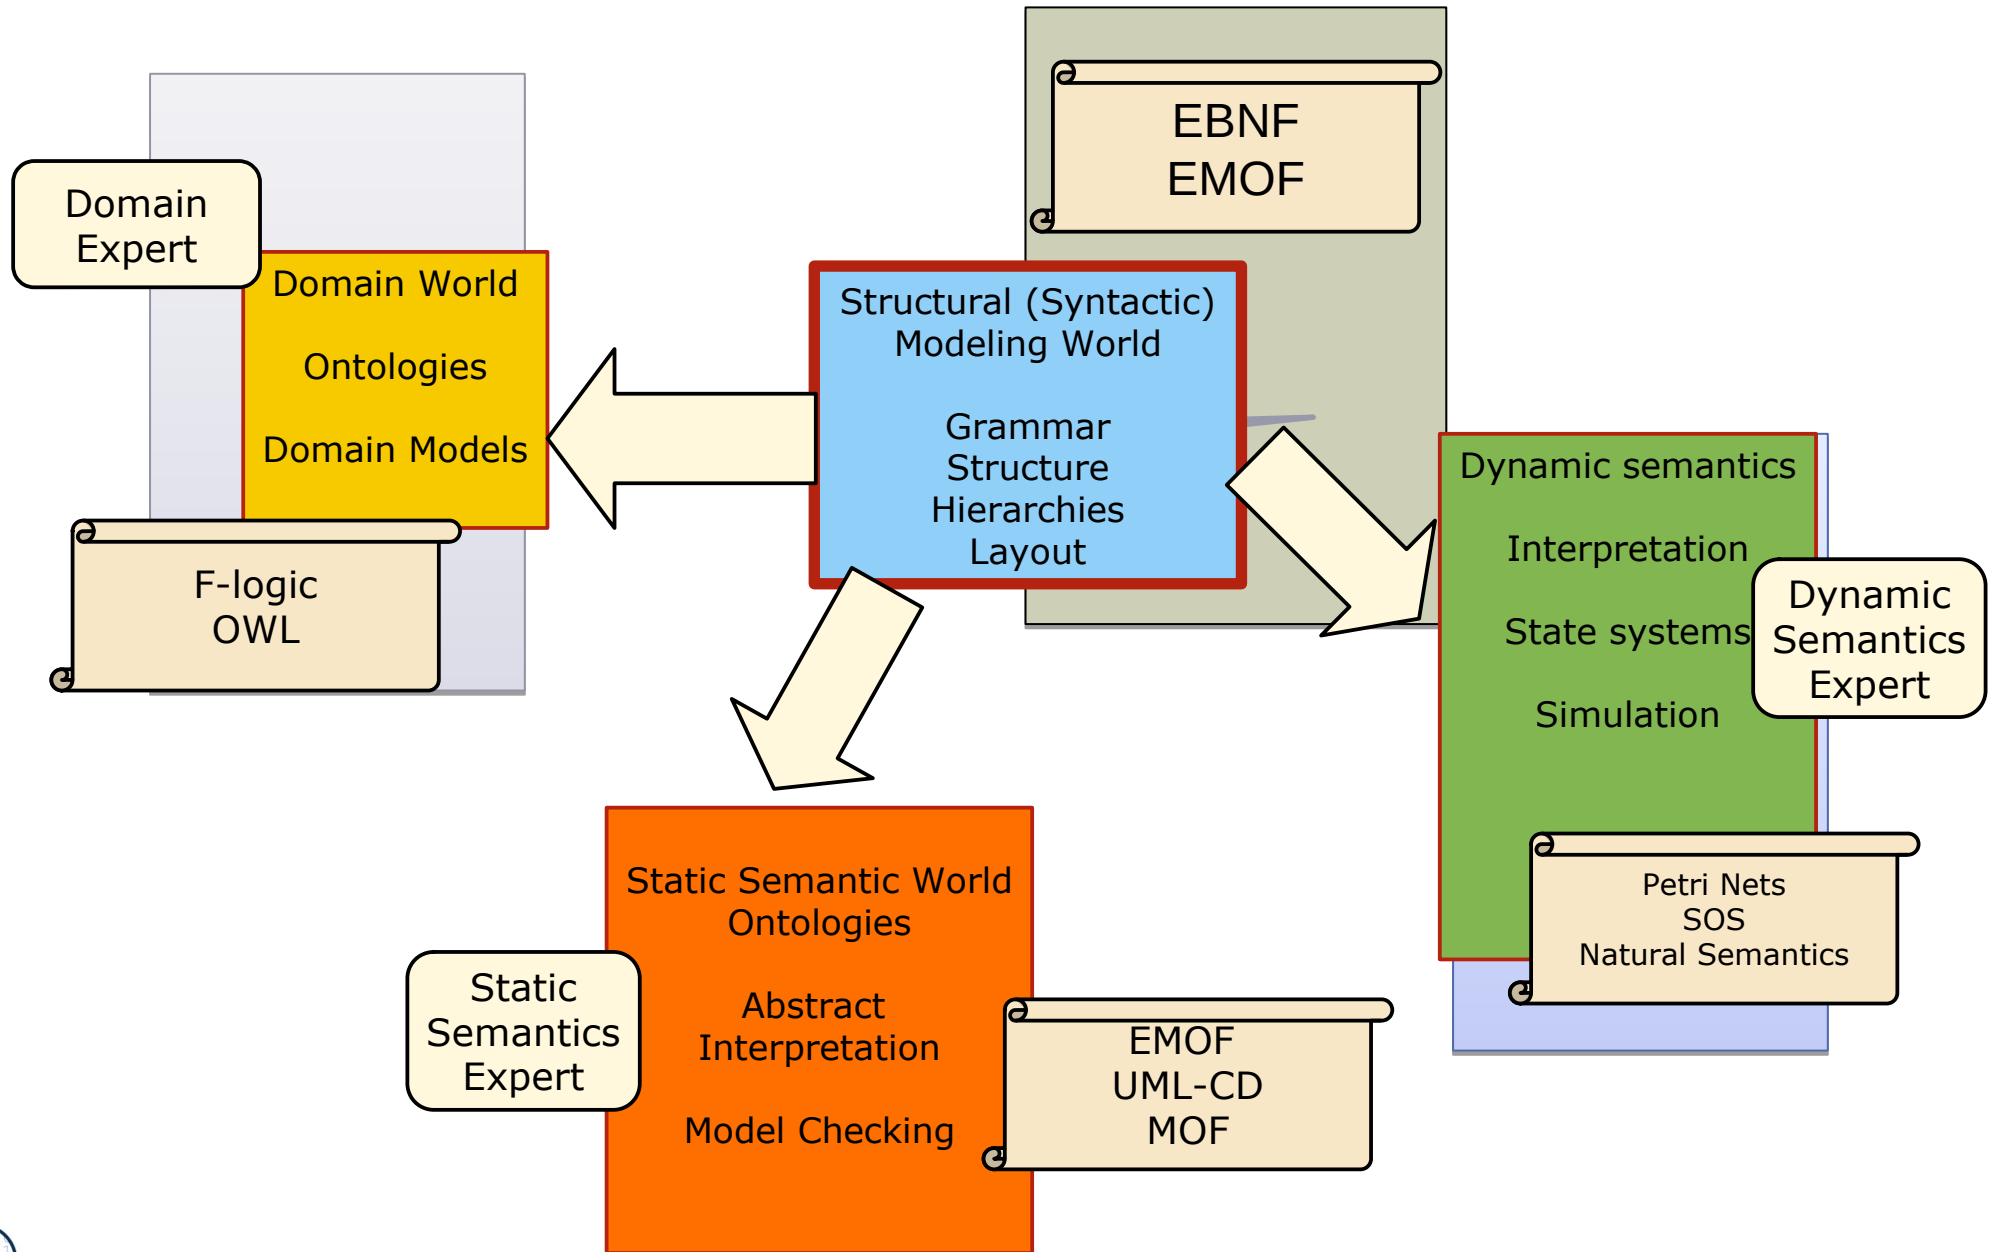 EBNF
EMOF
Domain
Expert
Domain World
Ontologies
Domain Models
F-logic
OWL
Structural (Syntactic)
Modeling World
Grammar
Structure
Hierarchies
Layout
Dynamic semantics
Interpretation
State systems
Simulation
Dynamic
Semantics
Expert
Petri Nets
SOS
Natural Semantics
Static Semantic World
Ontologies
Abstract
Interpretation
Model Checking
Static
Semantics
Expert
EMOF
UML-CD
MOF